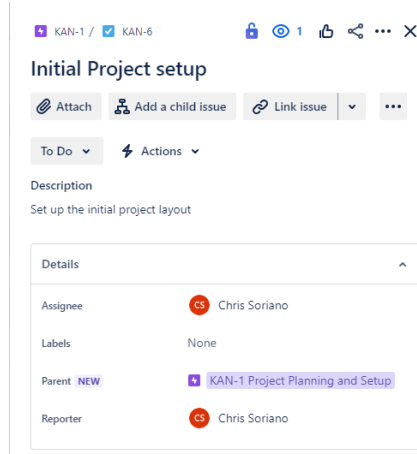 KAN-1 / KAN-6 1
Initial Project setup
Attach Add a child issue Link issue
To Do Actions
Description
Set up the initial project layout
Details
Assignee CS Chris Soriano
Labels None
Parent NEW KAN-1 Project Planning and Setup
Reporter CS Chris Soriano